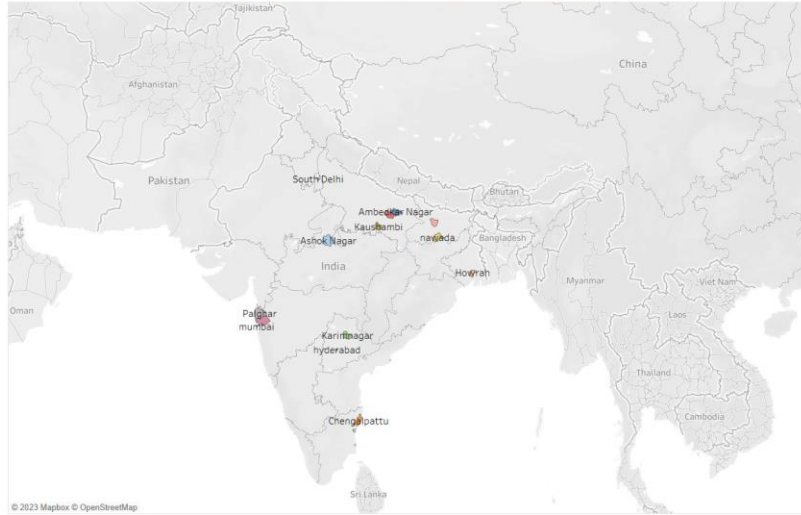 Tajikistan
China
Afghanistan
Pakistan
South Delhi
Nepal
Bhutan
Ambedkar Nagar
Kaushambi
Ashok Nagar
nawada
Bangladesh
India
Howrah
Myanmar
Oman
Viet Nam
Laos
Palghar
mumbai
Karimnagar
hyderabad
Thailand
Cambodia
Chengalpattu
Sri Lanka
© 2023 Mapbox © OpenStreetMap